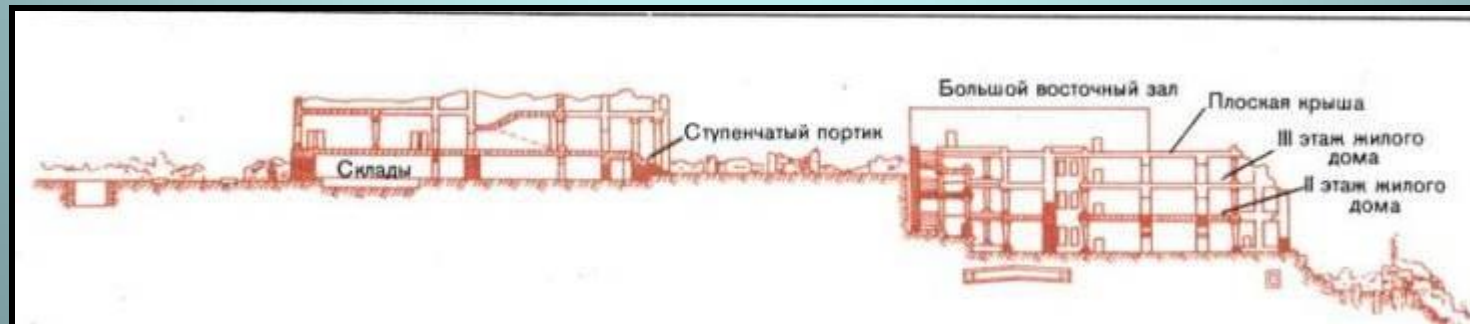 Большой восточный зал
Плоская крыша
Ступенчатый портик
III этаж жилого
дома
Склады
II этаж жилого
дома